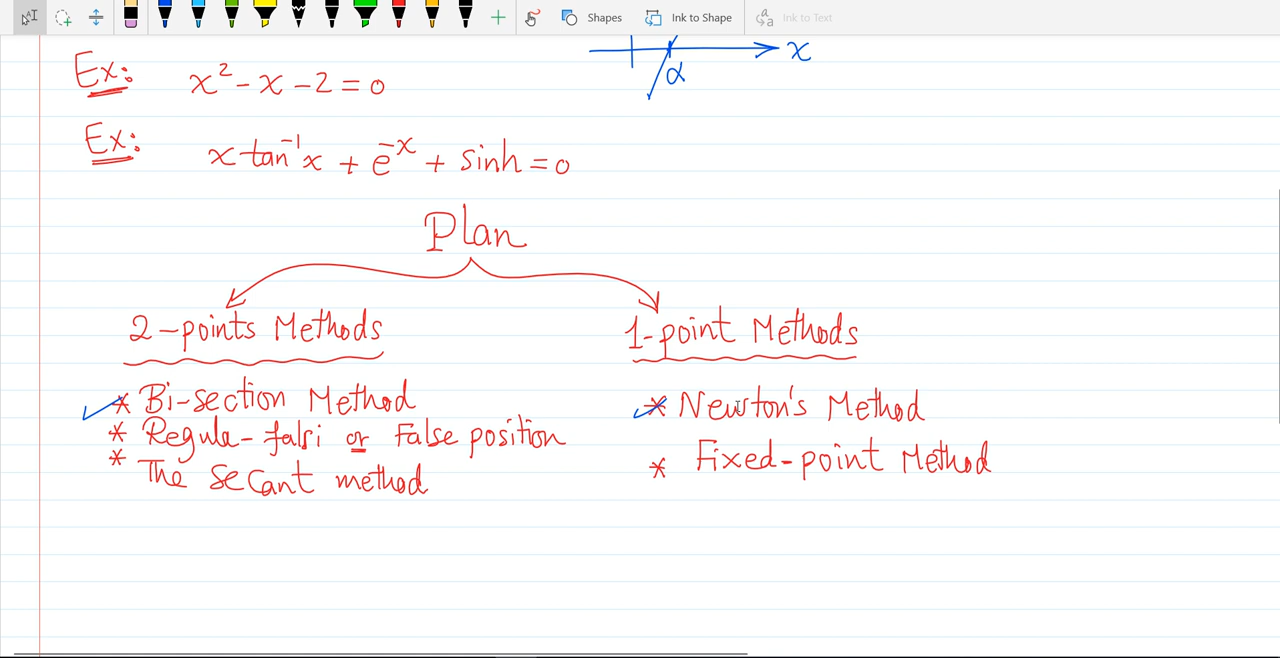 Shapes Ink to Shape Ink to Text
x
α
Ex: x² - x - 2 = 0
Ex: x tan⁻¹x + e⁻ˣ + sinh = 0
Plan
2-points Methods
1-point Methods
* Bi-section Method
* Regula-falsi or False position
* The Secant method
* Newton's Method
* Fixed-point Method